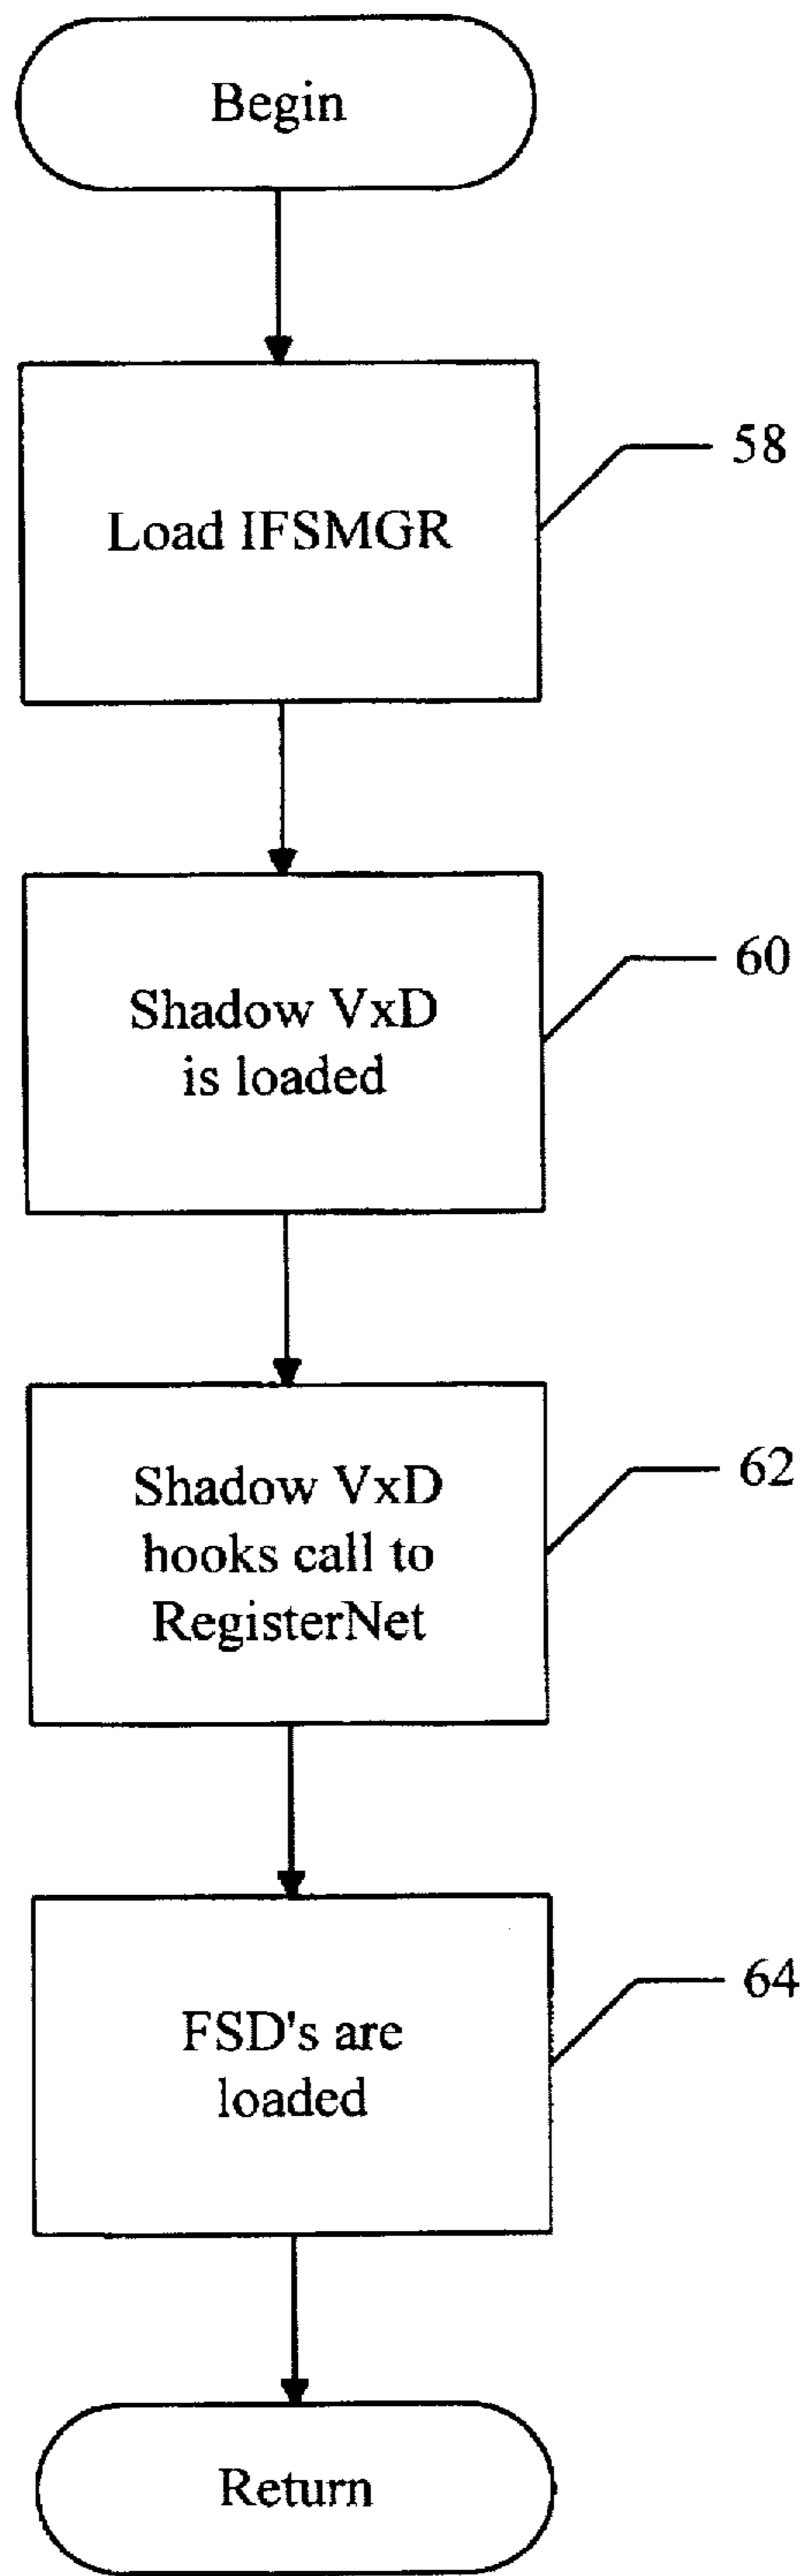 Begin
Load IFSMGR
58
Shadow VxD
is loaded
60
Shadow VxD
hooks call to
RegisterNet
62
FSD's are
loaded
64
Return